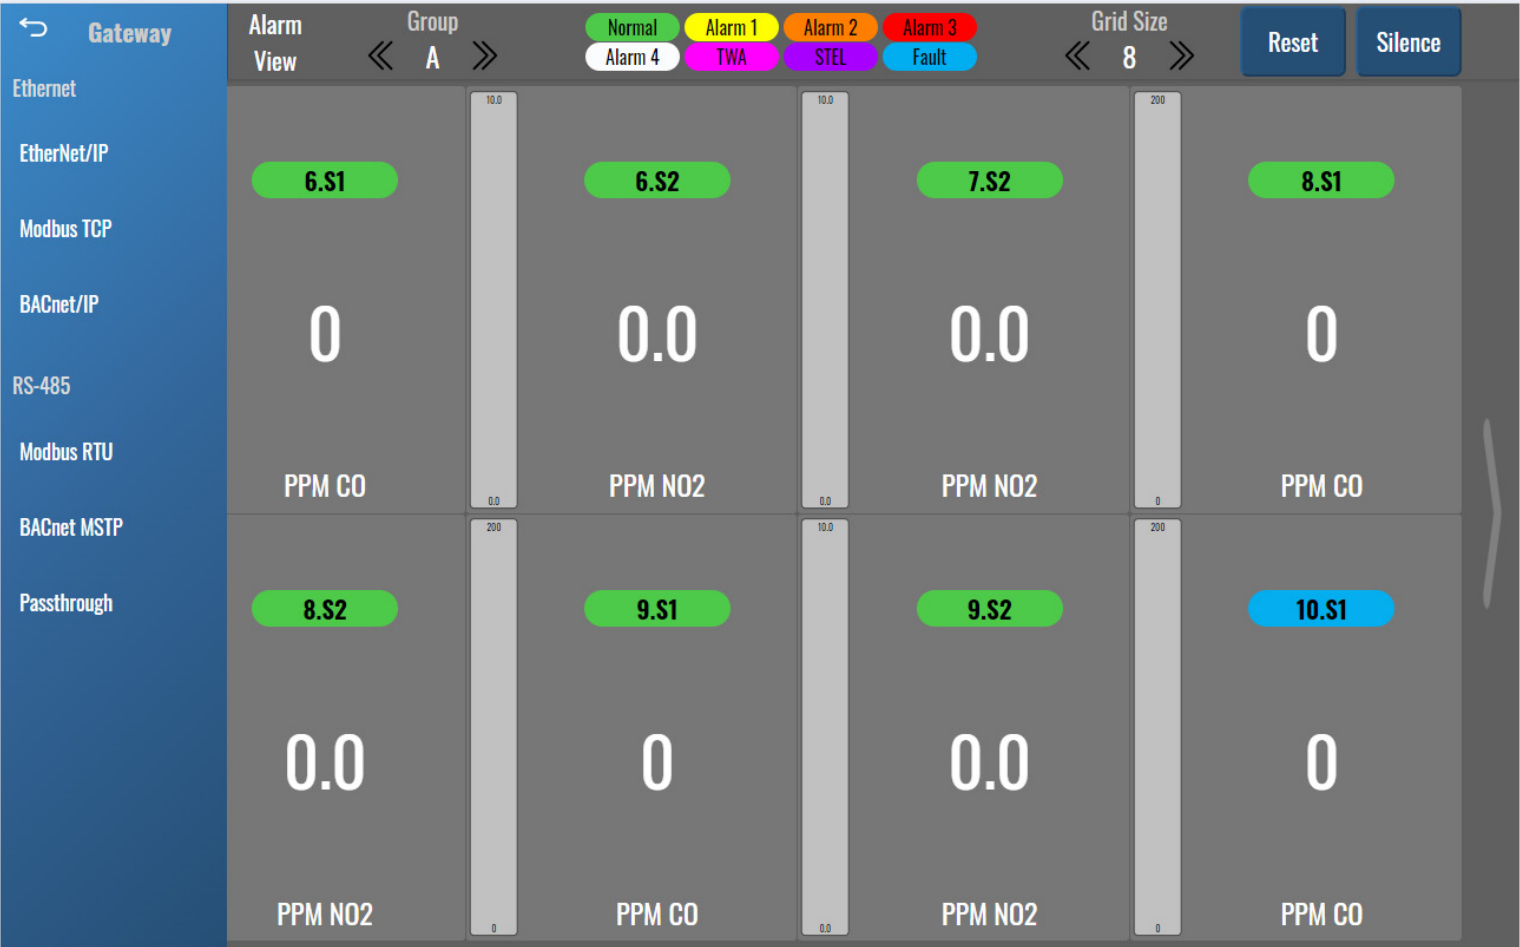 Gateway
Ethernet
EtherNet/IP
Modbus TCP
BACnet/IP
RS-485
Modbus RTU
BACnet MSTP
Passthrough
Alarm
View
Group
A
Normal Alarm 1 Alarm 2 Alarm 3
Alarm 4 TWA STEL Fault
Grid Size
8
Reset
Silence
6.S1
0
PPM CO
10.0
0.0
6.S2
0.0
PPM NO2
10.0
0.0
7.S2
0.0
PPM NO2
200
0
8.S1
0
PPM CO
8.S2
0.0
PPM NO2
200
0
9.S1
0
PPM CO
10.0
0.0
9.S2
0.0
PPM NO2
200
0
10.S1
0
PPM CO